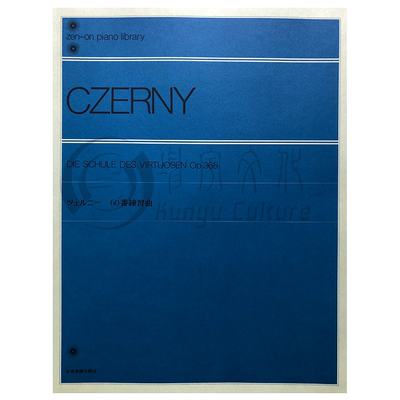 zen-on piano library
CZERNY
DIE SCHULE DES VIRTUOSEN Op.365
ツェルニー 60番練習曲
Kunyu Culture